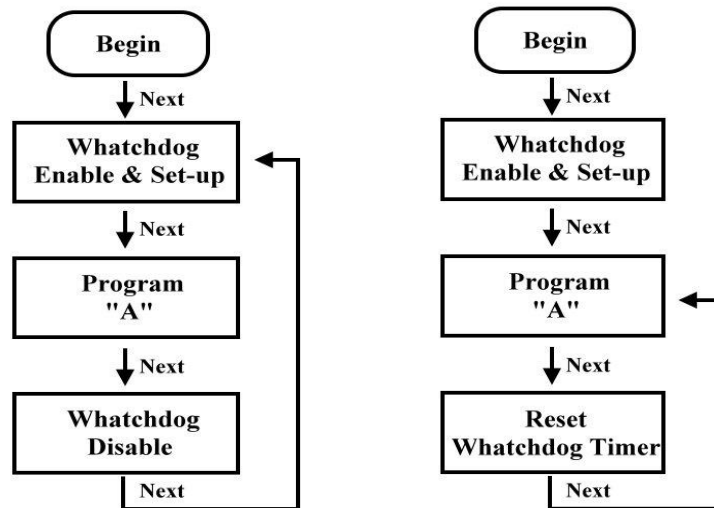 Begin
Next
Whatchdog
Enable & Set-up
Next
Program
"A"
Next
Whatchdog
Disable
Next
Begin
Next
Whatchdog
Enable & Set-up
Next
Program
"A"
Next
Reset
Whatchdog Timer
Next